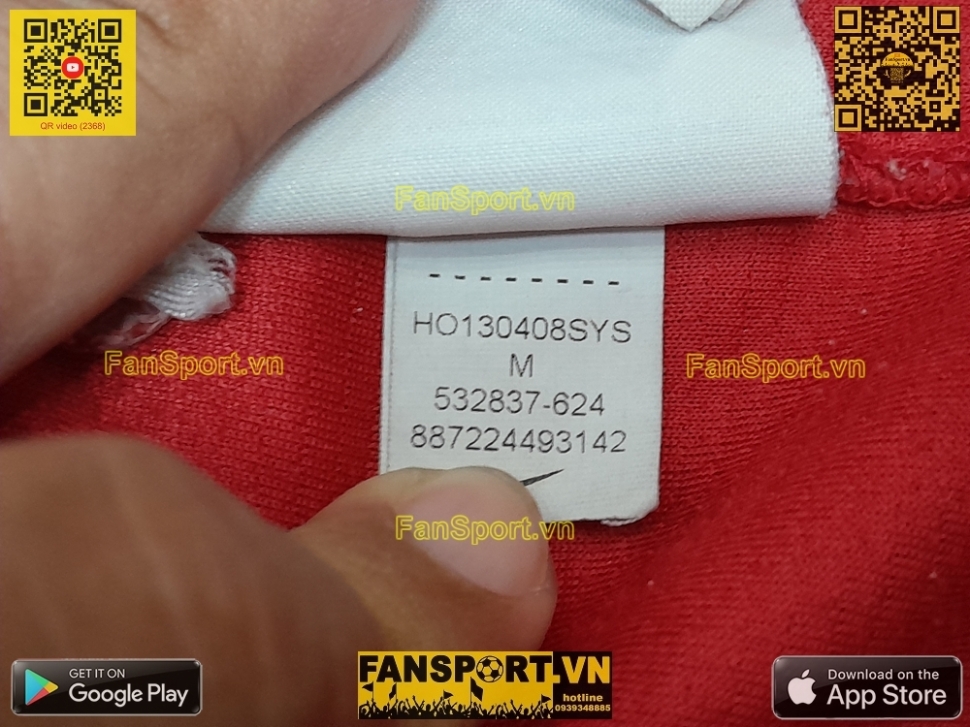 QR video (2368)
FanSport.vn
HO130408SYS
M
FanSport.vn
FanSport.vn
532837-624
887224493142
FanSport.vn
GET IT ON
Google Play
FANSPORT.VN
hotline
0939348885
Download on the
App Store